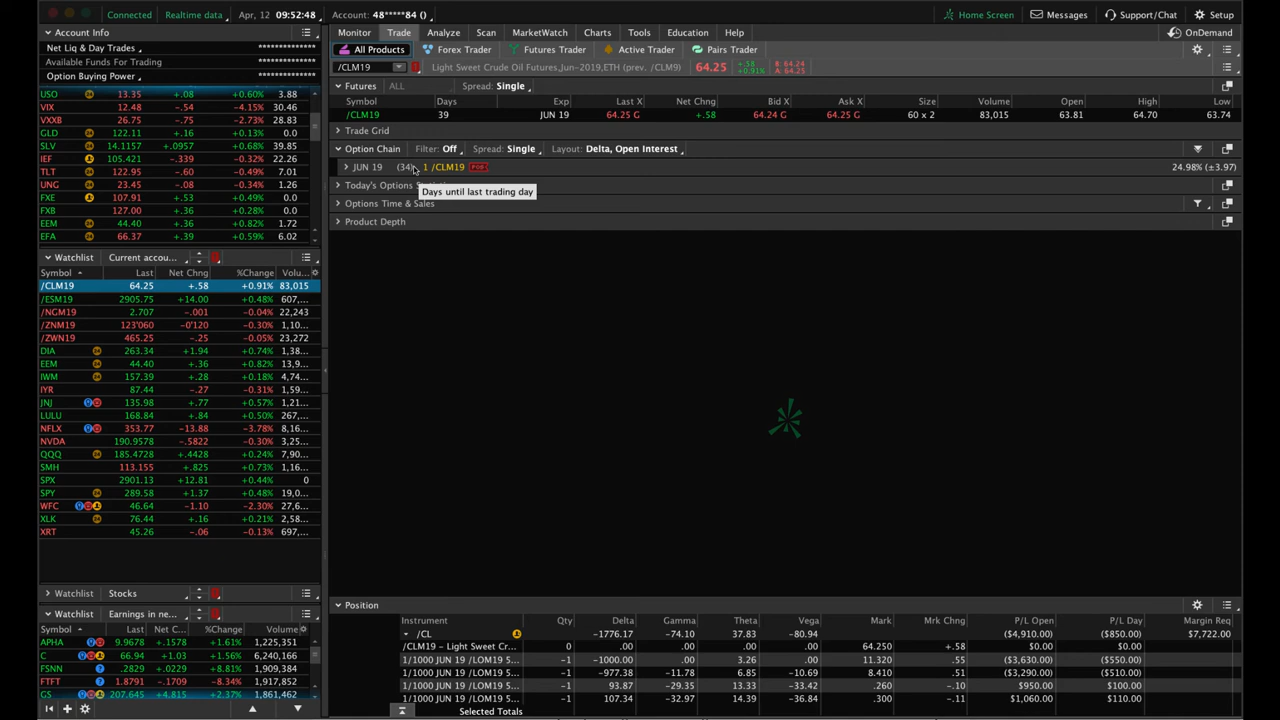 Connected Realtime data Apr, 12 09:52:48 Account: 48*****84 () Home Screen Messages Support/Chat Setup
Account Info
Net Liq & Day Trades **************
Available Funds For Trading **************
Option Buying Power **************
USO 24 13.35 +.08 +0.60% 3.88
VIX 12.48 -.54 -4.15% 30.46
VXXB 26.75 -.75 -2.73% 28.83
GLD 24 122.11 +.16 +0.13% 0.0
SLV 24 14.1157 +.0968 +0.68% 39.85
IEF 105.421 -.339 -0.32% 22.26
TLT 24 122.95 -.60 -0.49% 7.01
UNG 24 23.45 -.08 -0.34% 1.26
FXE 107.91 +.53 +0.49% 0.0
FXB 127.00 +.36 +0.28% 0.0
EEM 24 44.40 +.36 +0.82% 1.72
EFA 24 66.37 +.39 +0.59% 6.02
Watchlist Current accou...
Symbol Last Net Chng %Change Volu...
/CLM19 64.25 +.58 +0.91% 83,015
/ESM19 2905.75 +14.00 +0.48% 607,...
/NGM19 2.707 -.001 -0.04% 22,243
/ZNM19 123'060 -0'120 -0.30% 1,10...
/ZWN19 465.25 -.25 -0.05% 23,272
DIA 24 263.34 +1.94 +0.74% 1,38...
EEM 24 44.40 +.36 +0.82% 13,9...
IWM 24 157.39 +.28 +0.18% 4,74...
IYR 87.44 -.27 -0.31% 1,59...
JNJ 135.98 +.77 +0.57% 103,...
LULU 168.84 +.84 +0.50% 267,...
NFLX 353.77 -13.88 -3.78% 16,6...
NVDA 190.9578 -.5822 -0.30% 3,25...
QQQ 24 185.1471 +.4428 +0.24% 7,90...
SMH 113.155 +.825 +0.73% 1,16...
SPX 2901.13 +12.81 +0.44% 0
SPY 24 289.58 +1.37 +0.48% 19,0...
WFC 46.64 -1.10 -2.30% 27,6...
XLK 24 76.44 +.16 +0.21% 2,58...
XRT 45.26 -.06 -0.13% 697,...
Watchlist Stocks
Watchlist Earnings in ne...
Symbol Last Net C... %Change Volume
APHA 9.9678 +.1578 +1.61% 1,225,351
C 66.94 +1.03 +1.56% 6,240,166
FSNN ? .2829 +.0229 +8.81% 1,909,384
FTFT ? 1.8791 -.1709 -8.34% 1,917,852
GS 207.645 +4.815 +2.37% 1,861,462
Monitor Trade Analyze Scan MarketWatch Charts Tools Education Help OnDemand
All Products Forex Trader Futures Trader Active Trader Pairs Trader
/CLM19 Light Sweet Crude Oil Futures,Jun-2019,ETH (prev. /CLM9) 64.25 +.58 +0.91% B: 64.24 A: 64.25
Futures ALL Spread: Single
Symbol Days Exp Last X Net Chng Bid X Ask X Size Volume Open High Low
/CLM19 39 JUN 19 64.25 G +.58 64.24 G 64.25 G 60 x 2 83,015 63.81 64.70 63.74
Trade Grid
Option Chain Filter: Off Spread: Single Layout: Delta, Open Interest
JUN 19 (34) 1 /CLM19 24.98% (±3.97)
Days until last trading day
Today's Options
Options Time & Sales
Product Depth
Position
Instrument Qty Delta Gamma Theta Vega Mark Mrk Chng P/L Open P/L Day Margin Req
/CL -1776.17 -74.10 37.83 -80.94 ($4,910.00) ($850.00) $7,722.00
/CLM19 - Light Sweet Cr... 0 .00 .00 .00 .00 64.250 +.58 $0.00 $0.00
1/1000 JUN 19 /LOM19 5... -1 -1000.00 .00 3.26 .00 11.320 .55 ($3,630.00) ($550.00)
1/1000 JUN 19 /LOM19 5... -1 -977.38 -11.78 6.85 -10.69 8.410 .51 ($3,290.00) ($510.00)
1/1000 JUN 19 /LOM19 5... -1 93.87 -29.35 13.33 -33.42 .260 -.10 $950.00 $100.00
1/1000 JUN 19 /LOM19 5... -1 107.34 -32.97 14.39 -36.84 .300 -.11 $1,060.00 $110.00
Selected Totals